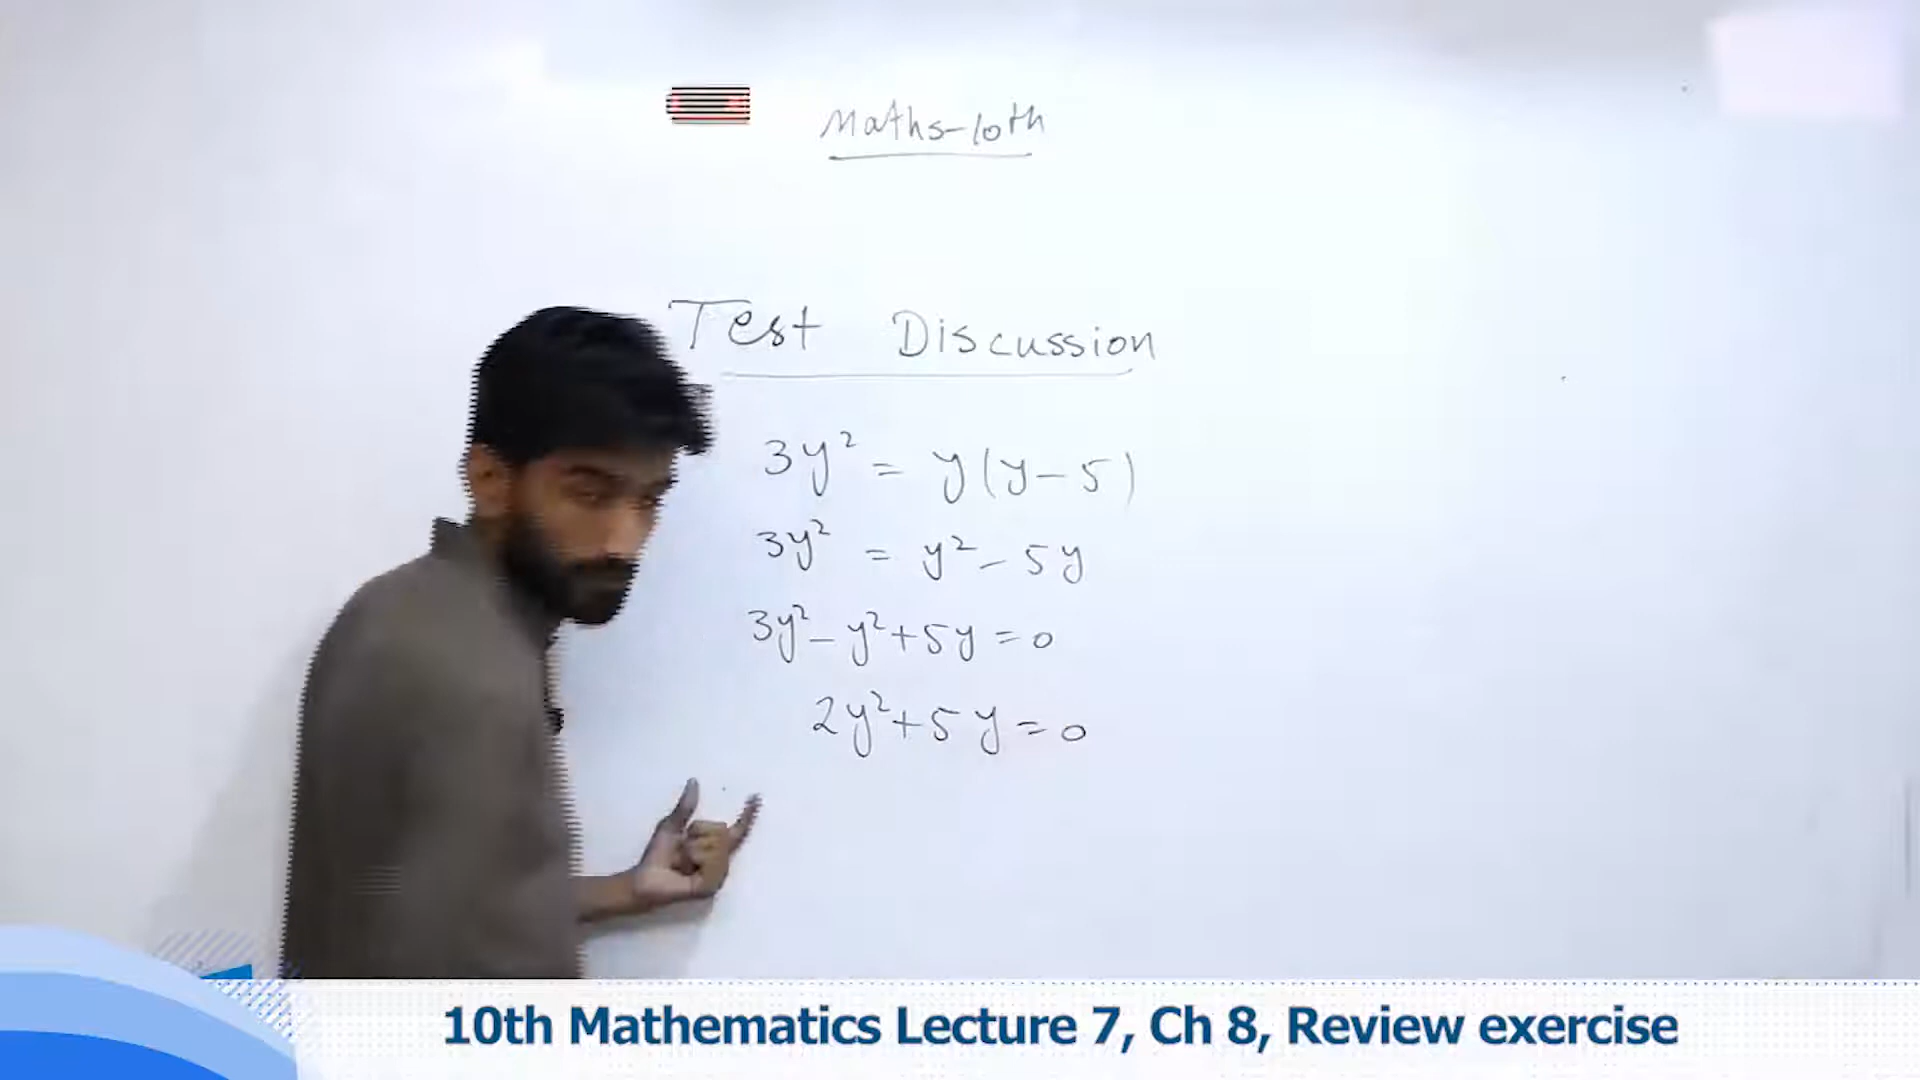 Maths-10th
Test Discussion
3y² = y(y-5)
3y² = y²-5y
3y²-y²+5y=0
2y²+5y=0
10th Mathematics Lecture 7, Ch 8, Review exercise